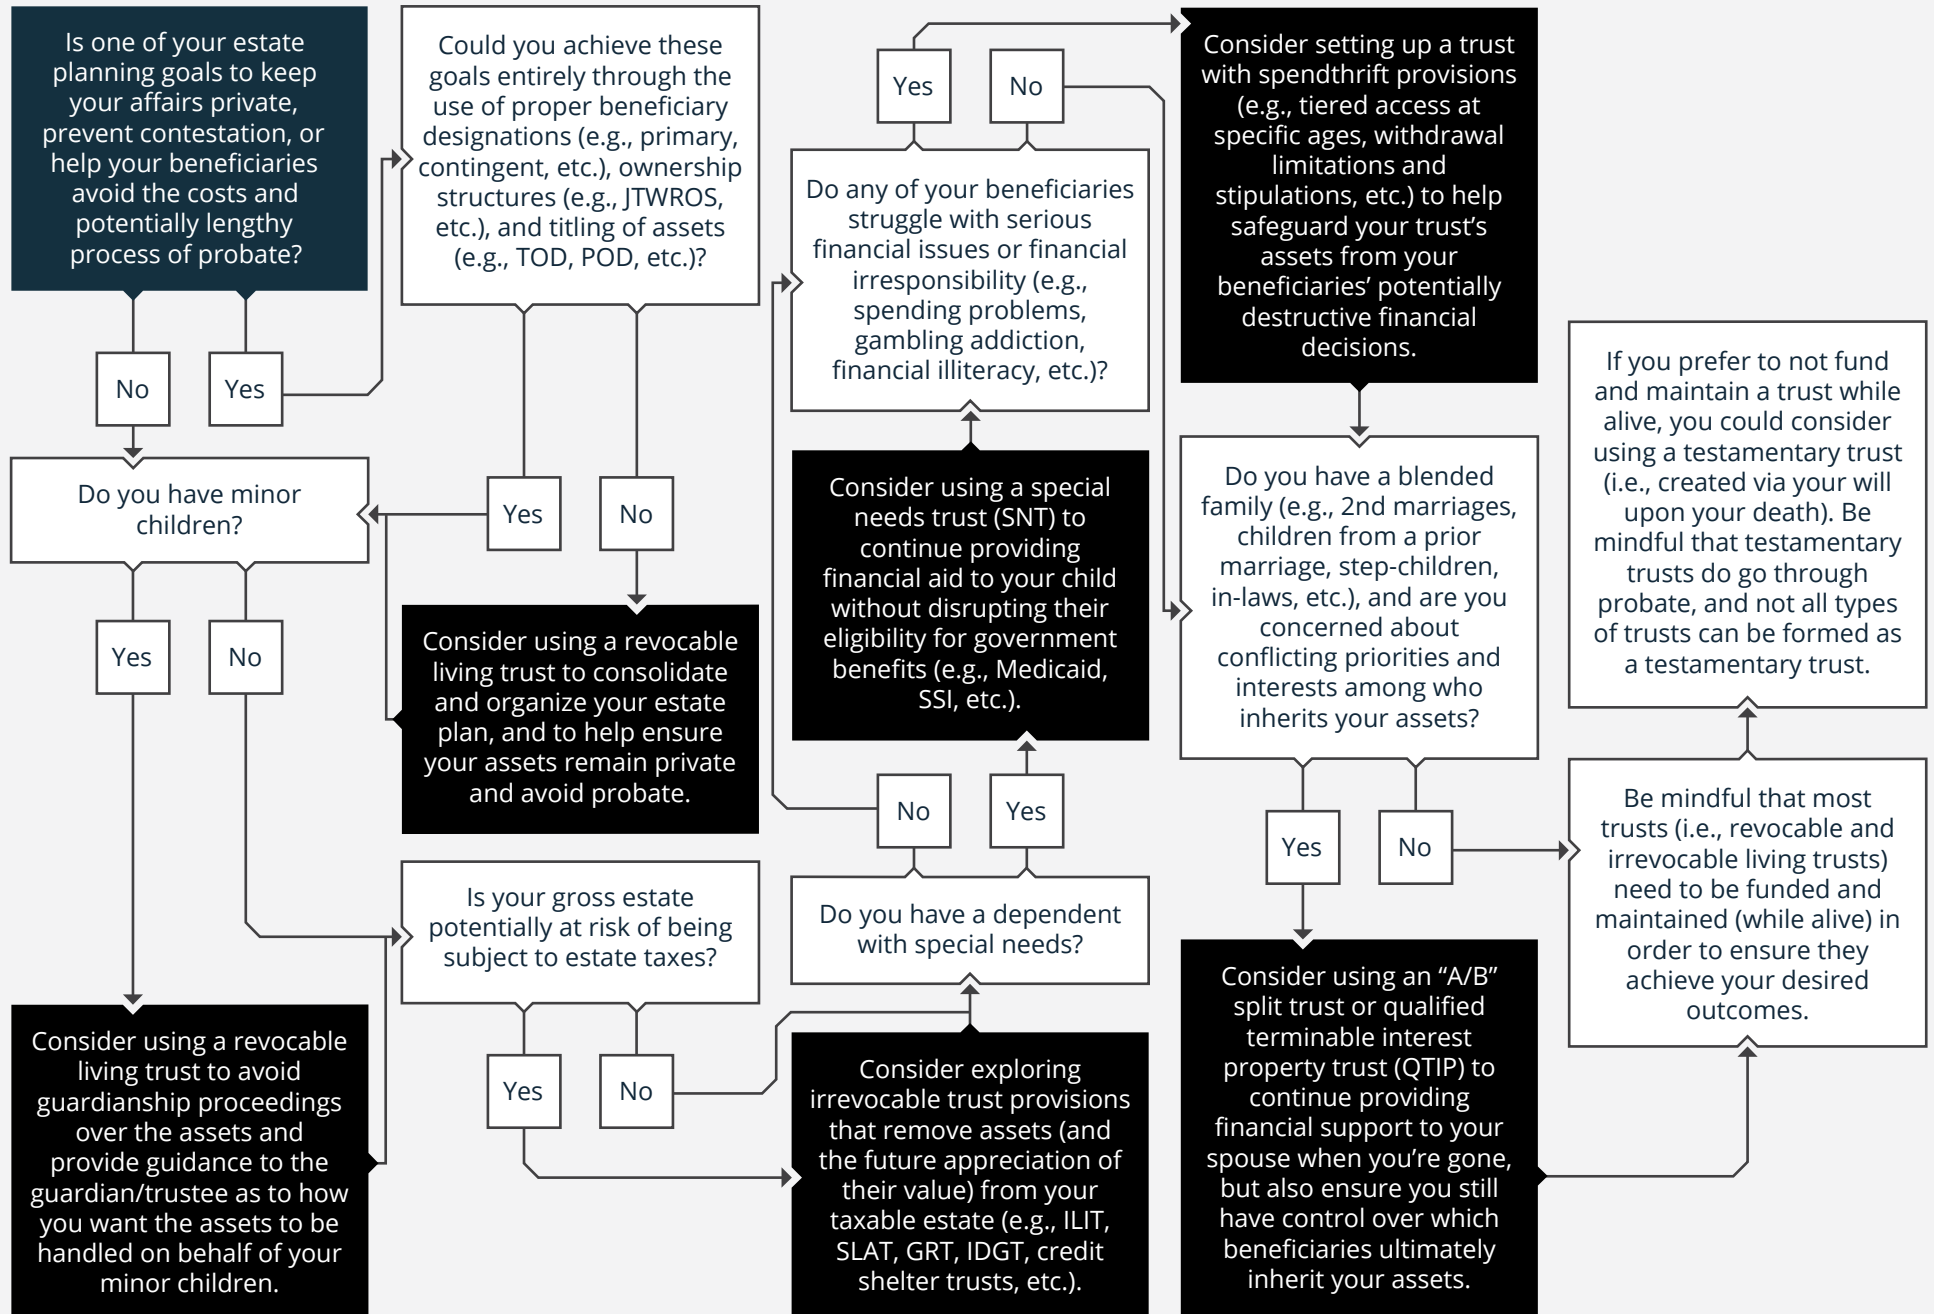 Is one of your estate
planning goals to keep
your affairs private,
prevent contestation, or
help your beneficiaries
avoid the costs and
potentially lengthy
process of probate?
No
Yes
Do you have minor
children?
Yes
No
Consider using a revocable
living trust to avoid
guardianship proceedings
over the assets and
provide guidance to the
guardian/trustee as to how
you want the assets to be
handled on behalf of your
minor children.
Could you achieve these
goals entirely through the
use of proper beneficiary
designations (e.g., primary,
contingent, etc.), ownership
structures (e.g., JTWROS,
etc.), and titling of assets
(e.g., TOD, POD, etc.)?
Yes
No
Consider using a revocable
living trust to consolidate
and organize your estate
plan, and to help ensure
your assets remain private
and avoid probate.
Is your gross estate
potentially at risk of being
subject to estate taxes?
Yes
No
Yes
No
Do any of your beneficiaries
struggle with serious
financial issues or financial
irresponsibility (e.g.,
spending problems,
gambling addiction,
financial illiteracy, etc.)?
Consider using a special
needs trust (SNT) to
continue providing
financial aid to your child
without disrupting their
eligibility for government
benefits (e.g., Medicaid,
SSI, etc.).
No
Yes
Do you have a dependent
with special needs?
Consider exploring
irrevocable trust provisions
that remove assets (and
the future appreciation of
their value) from your
taxable estate (e.g., ILIT,
SLAT, GRT, IDGT, credit
shelter trusts, etc.).
Consider setting up a trust
with spendthrift provisions
(e.g., tiered access at
specific ages, withdrawal
limitations and
stipulations, etc.) to help
safeguard your trust's
assets from your
beneficiaries' potentially
destructive financial
decisions.
Do you have a blended
family (e.g., 2nd marriages,
children from a prior
marriage, step-children,
in-laws, etc.), and are you
concerned about
conflicting priorities and
interests among who
inherits your assets?
Yes
No
Consider using an “A/B”
split trust or qualified
terminable interest
property trust (QTIP) to
continue providing
financial support to your
spouse when you’re gone,
but also ensure you still
have control over which
beneficiaries ultimately
inherit your assets.
If you prefer to not fund
and maintain a trust while
alive, you could consider
using a testamentary trust
(i.e., created via your will
upon your death). Be
mindful that testamentary
trusts do go through
probate, and not all types
of trusts can be formed as
a testamentary trust.
Be mindful that most
trusts (i.e., revocable and
irrevocable living trusts)
need to be funded and
maintained (while alive) in
order to ensure they
achieve your desired
outcomes.